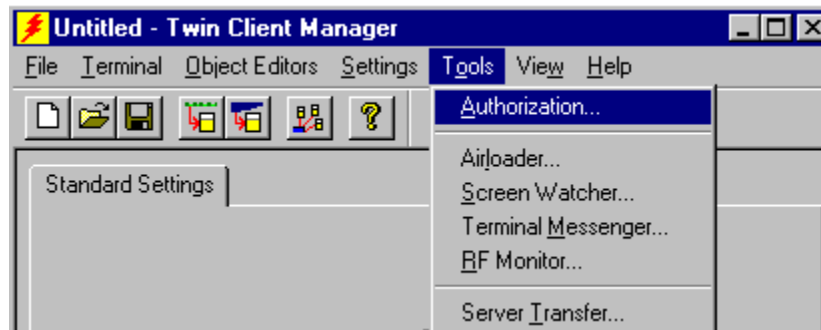 Untitled - Twin Client Manager
File Terminal Object Editors Settings Tools View Help
Authorization...
Airloader...
Standard Settings
Screen Watcher...
Terminal Messenger...
RF Monitor...
Server Transfer...